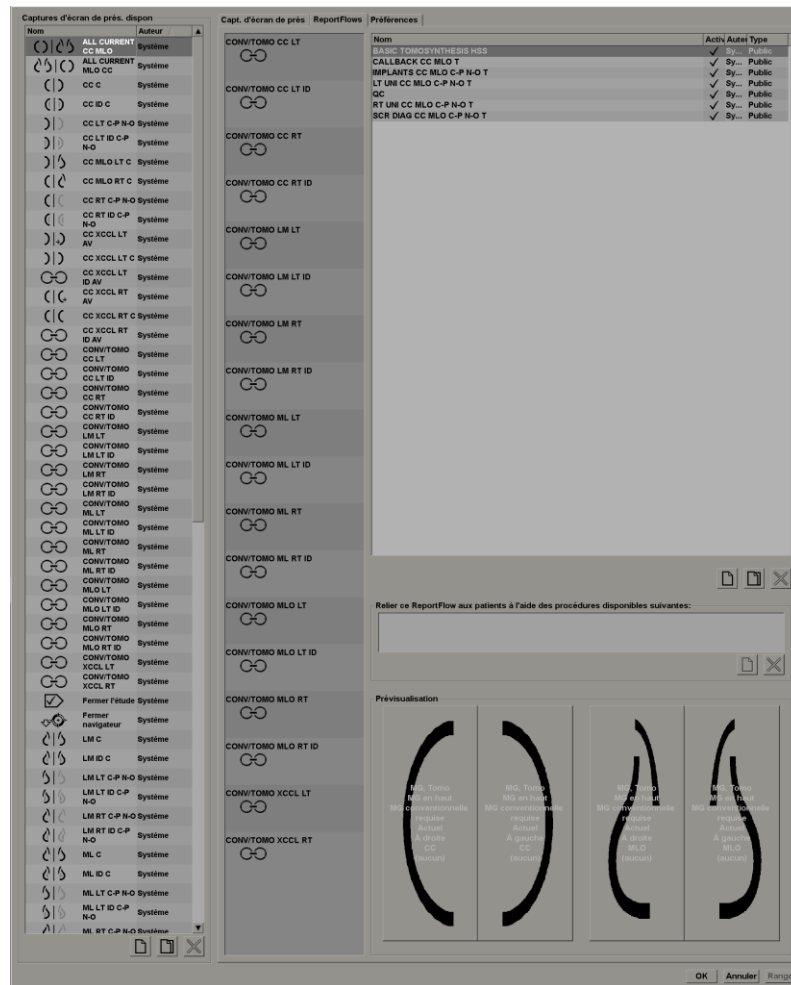 Captures d'écran de prés. dispon
Nom Auteur
ALL CURRENT
CC MLO
Système
ALL CURRENT
MLO CC
Système
CC C Système
CC ID C Système
CC LT C-P N-O Système
CC LT ID C-P
N-O
Système
CC MLO LT C Système
CC MLO RT C Système
CC RT C-P N-O Système
CC RT ID C-P
N-O
Système
CC XCCL LT
AV
Système
CC XCCL LT C Système
CC XCCL LT
ID AV
Système
CC XCCL RT
AV
Système
CC XCCL RT C Système
CC XCCL RT
ID AV
Système
CONV/TOMO
CC LT
Système
CONV/TOMO
CC LT ID
Système
CONV/TOMO
CC RT
Système
CONV/TOMO
CC RT ID
Système
CONV/TOMO
LM LT
Système
CONV/TOMO
LM LT ID
Système
CONV/TOMO
LM RT
Système
CONV/TOMO
LM RT ID
Système
CONV/TOMO
ML LT
Système
CONV/TOMO
ML LT ID
Système
CONV/TOMO
ML RT
Système
CONV/TOMO
ML RT ID
Système
CONV/TOMO
MLO LT
Système
CONV/TOMO
MLO LT ID
Système
CONV/TOMO
MLO RT
Système
CONV/TOMO
MLO RT ID
Système
CONV/TOMO
XCCL LT
Système
CONV/TOMO
XCCL RT
Système
Fermer l'étude Système
Fermer
navigateur
Système
LM C Système
LM ID C Système
LM LT C-P N-O Système
LM LT ID C-P
N-O
Système
LM RT C-P N-O Système
LM RT ID C-P
N-O
Système
ML C Système
ML ID C Système
ML LT C-P N-O Système
ML LT ID C-P
N-O
Système
ML RT C-P N-O Système
Capt. d'écran de prés ReportFlows Préférences
CONV/TOMO CC LT
CONV/TOMO CC LT ID
CONV/TOMO CC RT
CONV/TOMO CC RT ID
CONV/TOMO LM LT
CONV/TOMO LM LT ID
CONV/TOMO LM RT
CONV/TOMO LM RT ID
CONV/TOMO ML LT
CONV/TOMO ML LT ID
CONV/TOMO ML RT
CONV/TOMO ML RT ID
CONV/TOMO MLO LT
CONV/TOMO MLO LT ID
CONV/TOMO MLO RT
CONV/TOMO MLO RT ID
CONV/TOMO XCCL LT
CONV/TOMO XCCL RT
Nom Activ Auteu Type
BASIC TOMOSYNTHESIS HSS Sy... Public
CALLBACK CC MLO T Sy... Public
IMPLANTS CC MLO C-P N-O T Sy... Public
LT UNI CC MLO C-P N-O T Sy... Public
QC Sy... Public
RT UNI CC MLO C-P N-O T Sy... Public
SCR DIAG CC MLO C-P N-O T Sy... Public
Relier ce ReportFlow aux patients à l'aide des procédures disponibles suivantes:
Prévisualisation
MG, Tomo
MG en haut
MG conventionnelle
requise
Actuel
À droite
CC
(aucun)
MG, Tomo
MG en haut
MG conventionnelle
requise
Actuel
À gauche
CC
(aucun)
MG, Tomo
MG en haut
MG conventionnelle
requise
Actuel
À droite
MLO
(aucun)
MG, Tomo
MG en haut
MG conventionnelle
requise
Actuel
À gauche
MLO
(aucun)
OK Annuler Range